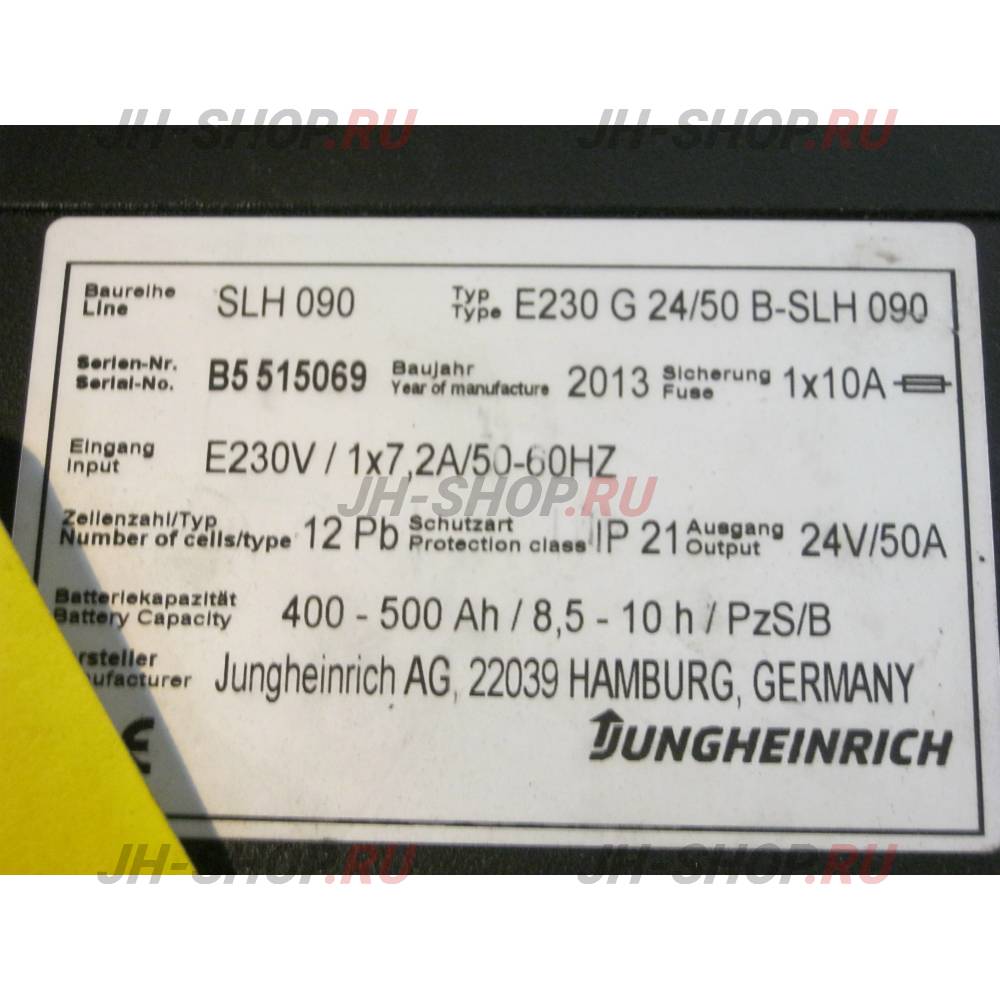 JH-SHOP.RU JH-SHOP.RU
Baureihe SLH 090 Typ E230 G 24/50 B-SLH 090
Line Type
Serien-Nr. B5 515069 Baujahr 2013 Sicherung 1x10A
Serial-No. Year of manufacture Fuse
Eingang E230V / 1x7,2A/50-60HZ
Input
JH-SHOP.RU
Zellenzahl/Typ 12 Pb Schutzart IP 21 Ausgang 24V/50A
Number of cells/type Protection class Output
Batteriekapazität 400 - 500 Ah / 8,5 - 10 h / PzS/B
Battery Capacity
rsteller Jungheinrich AG, 22039 HAMBURG, GERMANY
ufacturer
CE JUNGHEINRICH
JH-SHOP.RU JH-SHOP.RU